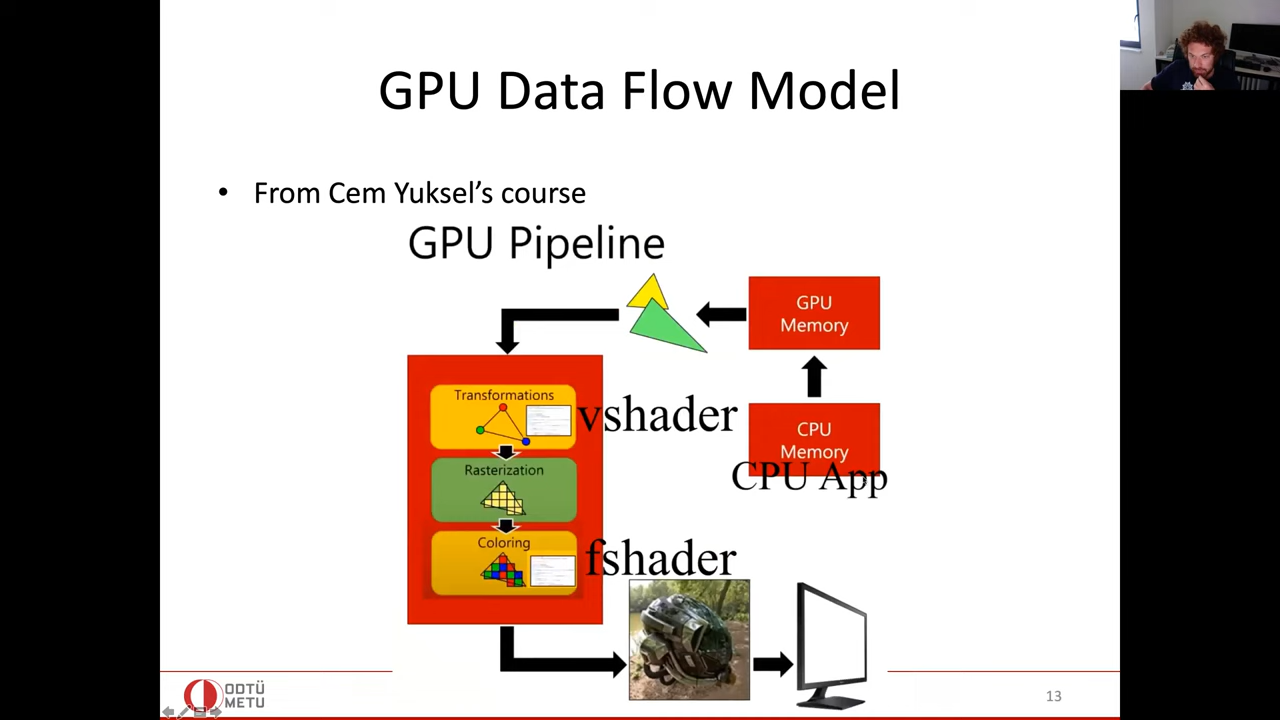 GPU Data Flow Model
• From Cem Yuksel’s course
GPU Pipeline
GPU
Memory
Transformations
vshader
CPU
Memory
CPU App
Rasterization
Coloring
fshader
ODTÜ
METU
13